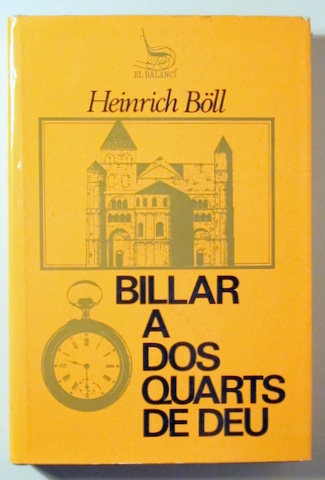 EL BALANCÍ
Heinrich Böll
BILLAR
A
DOS
QUARTS
DE DEU